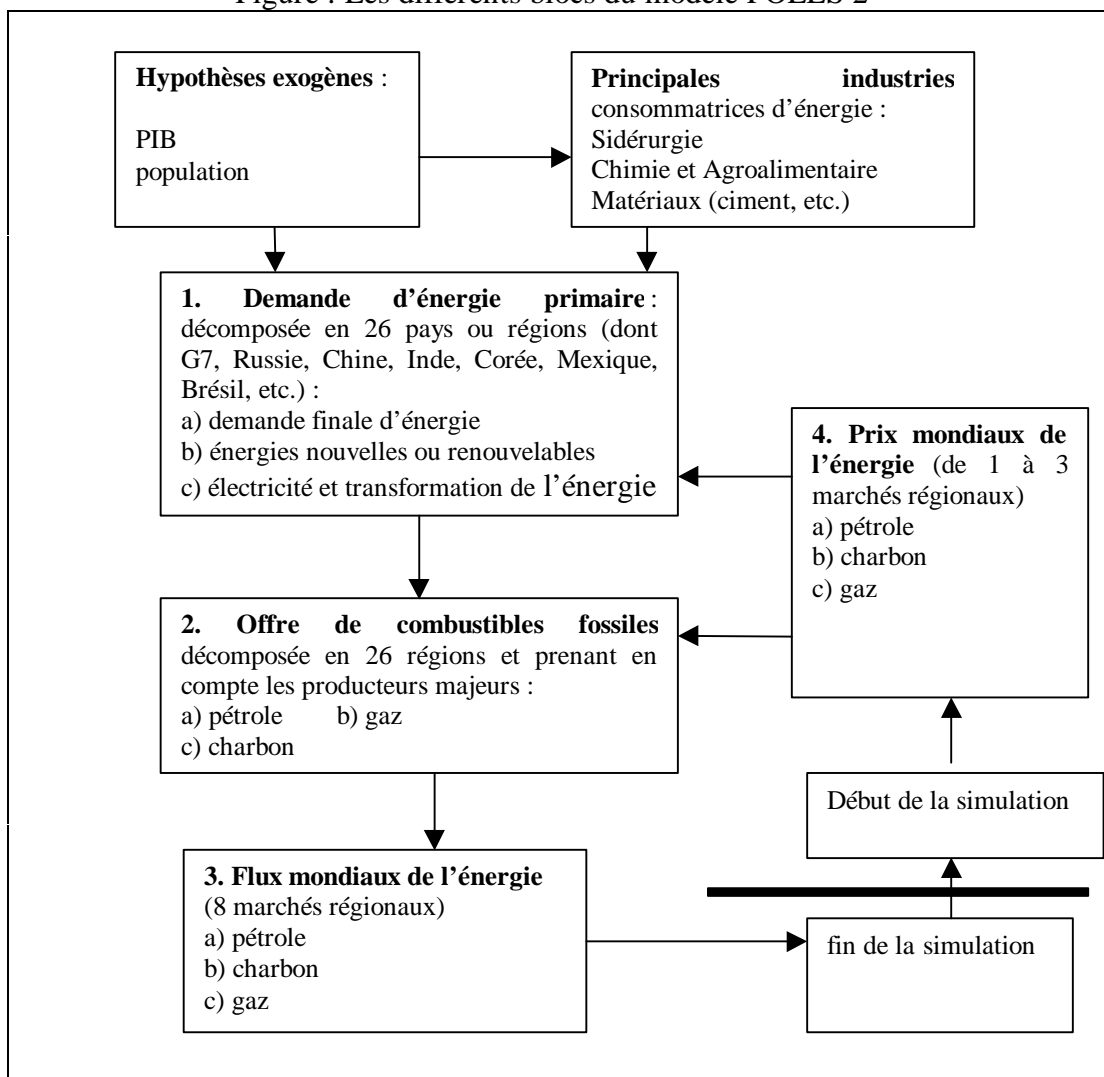 Figure : Les différents blocs du modèle POLES 2
Hypothèses exogènes :
PIB
population
Principales industries
consommatrices d’énergie :
Sidérurgie
Chimie et Agroalimentaire
Matériaux (ciment, etc.)
1. Demande d’énergie primaire :
décomposée en 26 pays ou régions (dont
G7, Russie, Chine, Inde, Corée, Mexique,
Brésil, etc.) :
a) demande finale d’énergie
b) énergies nouvelles ou renouvelables
c) électricité et transformation de l’énergie
4. Prix mondiaux de
l’énergie (de 1 à 3
marchés régionaux)
a) pétrole
b) charbon
c) gaz
2. Offre de combustibles fossiles
décomposée en 26 régions et prenant en
compte les producteurs majeurs :
a) pétrole b) gaz
c) charbon
Début de la simulation
3. Flux mondiaux de l’énergie
(8 marchés régionaux)
a) pétrole
b) charbon
c) gaz
fin de la simulation